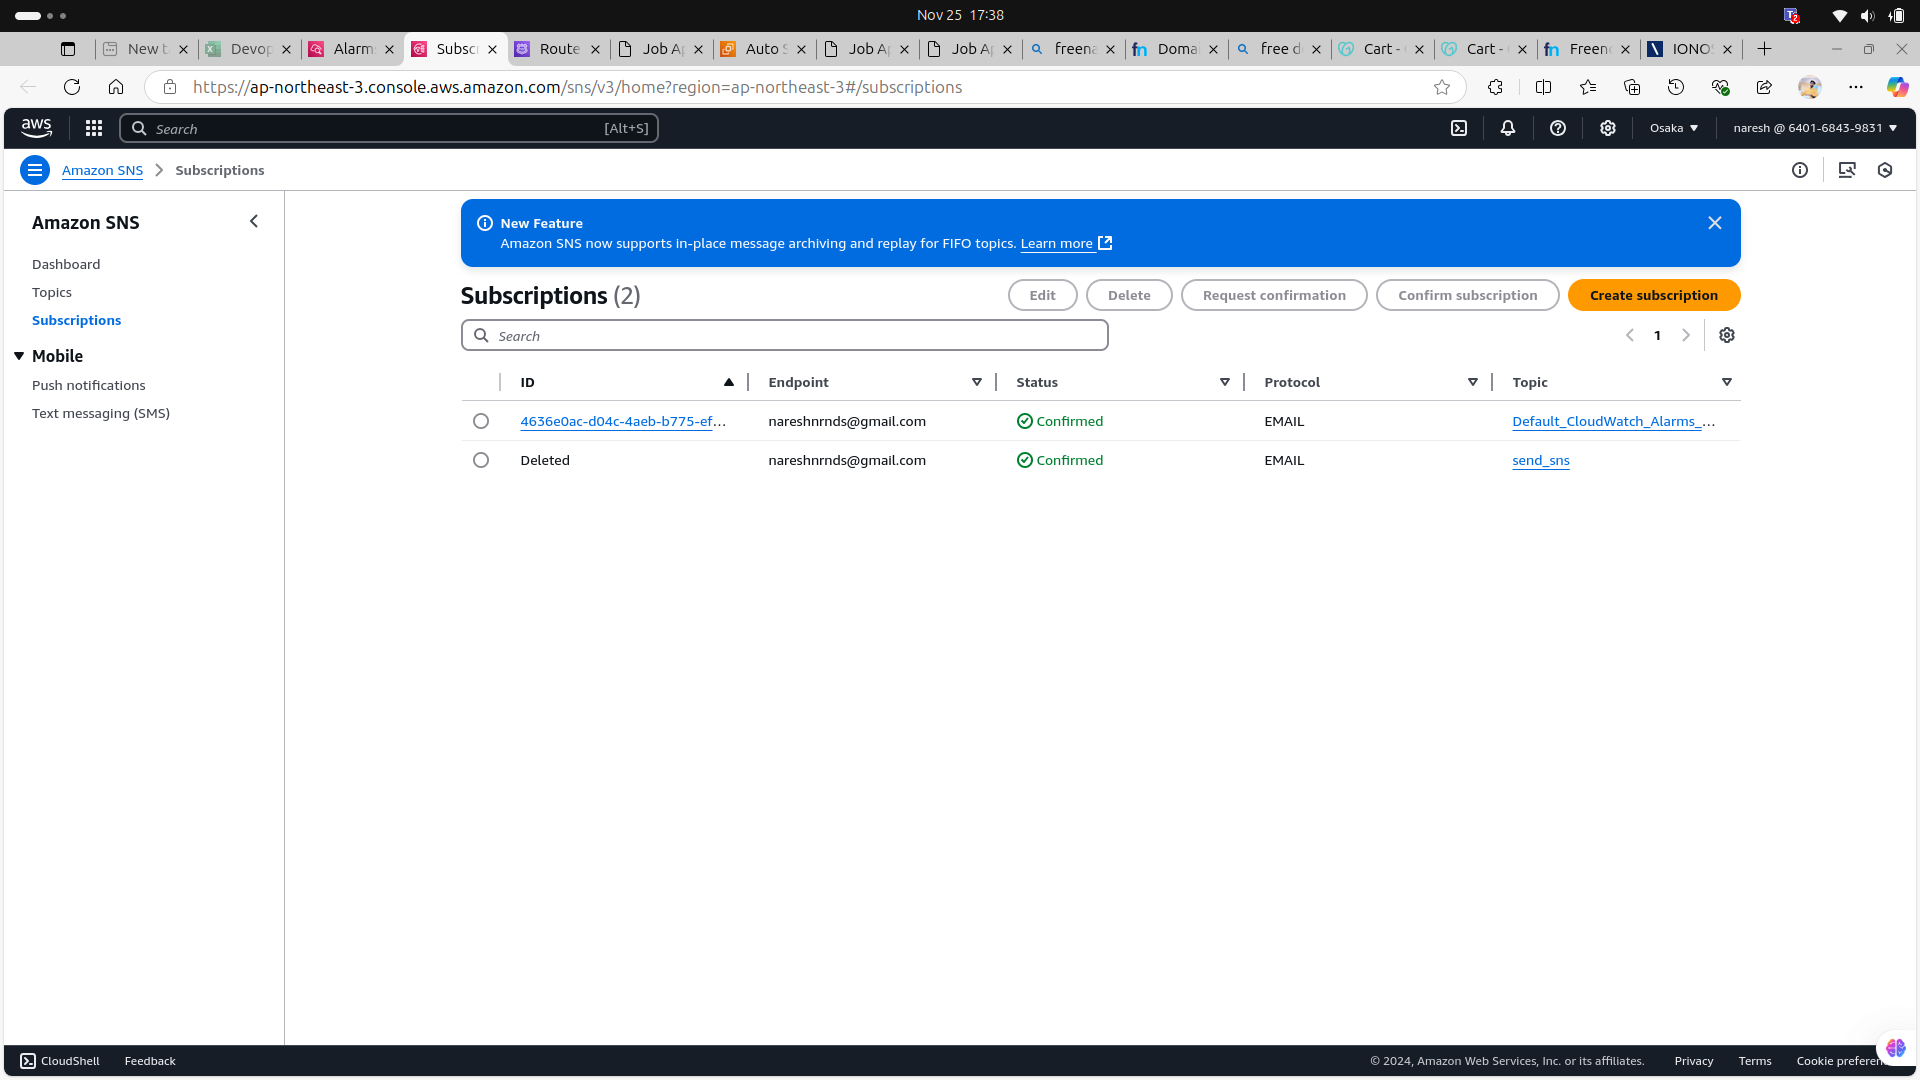 Nov 25 17:38
New t
Devop
Alarm
Subscr
Route
Job Ap
Auto S
Job Ap
Job Ap
freena
Domai
free d
Cart -
Cart -
Freen
IONOS
https://ap-northeast-3.console.aws.amazon.com/sns/v3/home?region=ap-northeast-3#/subscriptions
aws
Search
[Alt+S]
Osaka
naresh @ 6401-6843-9831
Amazon SNS
Subscriptions
Amazon SNS
Dashboard
Topics
Subscriptions
Mobile
Push notifications
Text messaging (SMS)
New Feature
Amazon SNS now supports in-place message archiving and replay for FIFO topics. Learn more
Subscriptions (2)
Edit
Delete
Request confirmation
Confirm subscription
Create subscription
Search
1
ID
Endpoint
Status
Protocol
Topic
4636e0ac-d04c-4aeb-b775-ef…
nareshnrnds@gmail.com
Confirmed
EMAIL
Default_CloudWatch_Alarms_…
Deleted
nareshnrnds@gmail.com
Confirmed
EMAIL
send_sns
CloudShell
Feedback
© 2024, Amazon Web Services, Inc. or its affiliates.
Privacy
Terms
Cookie preferen